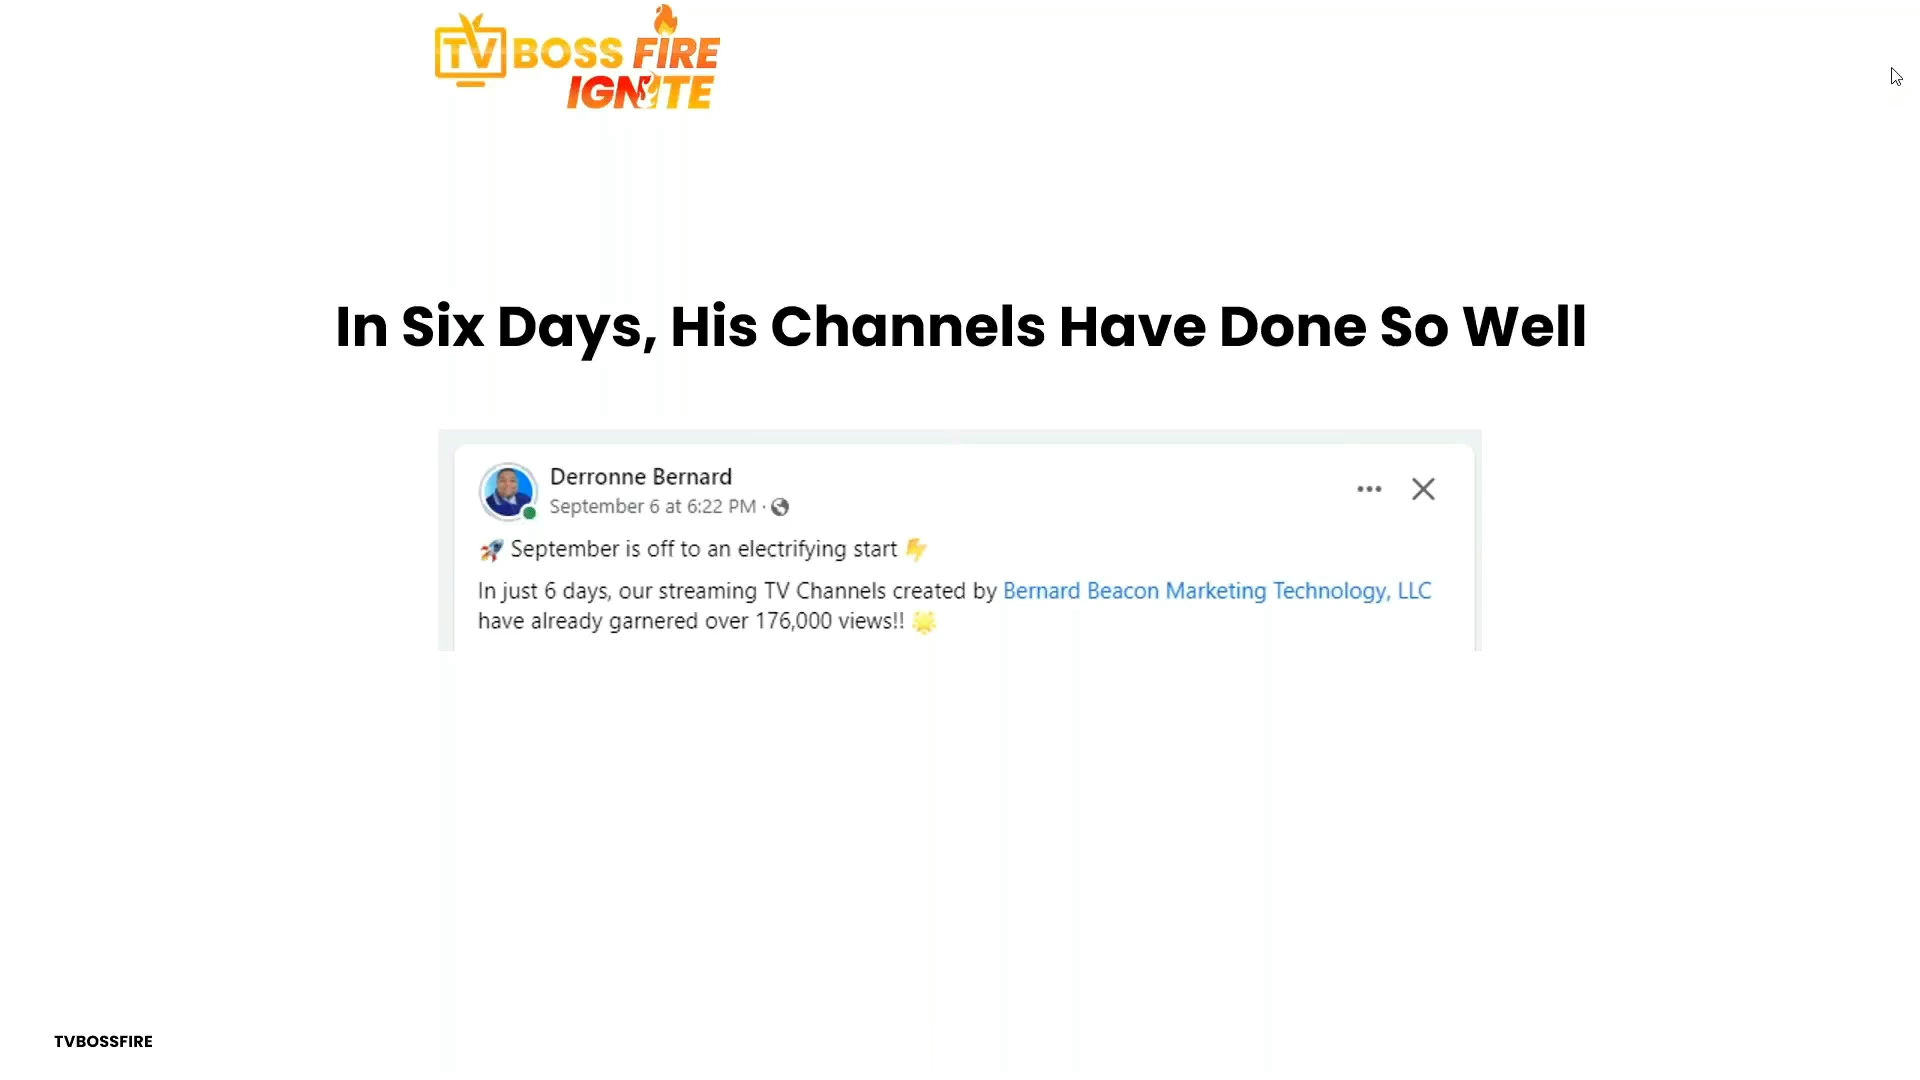 TV BOSS FIRE
IGNITE
In Six Days, His Channels Have Done So Well
Derronne Bernard
September 6 at 6:22 PM ·
🚀 September is off to an electrifying start ⚡
In just 6 days, our streaming TV Channels created by Bernard Beacon Marketing Technology, LLC
have already garnered over 176,000 views!! 🌟
TVBOSSFIRE